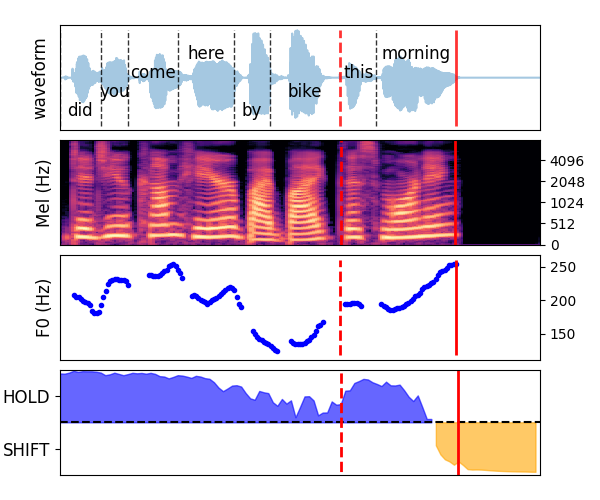 waveform
did
you
come
here
by
bike
this
morning
Mel (Hz)
4096
2048
1024
512
0
F0 (Hz)
250
200
150
HOLD
SHIFT